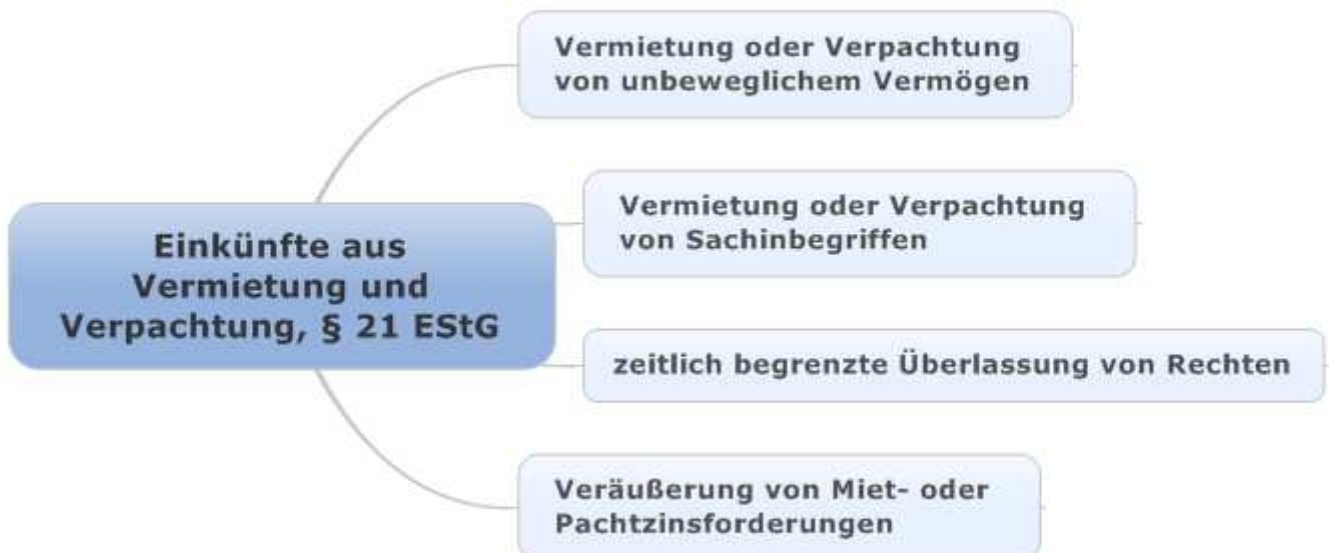 Einkünfte aus
Vermietung und
Verpachtung, § 21 EStG
Vermietung oder Verpachtung
von unbeweglichem Vermögen
Vermietung oder Verpachtung
von Sachinbegriffen
zeitlich begrenzte Überlassung von Rechten
Veräußerung von Miet- oder
Pachtzinsforderungen